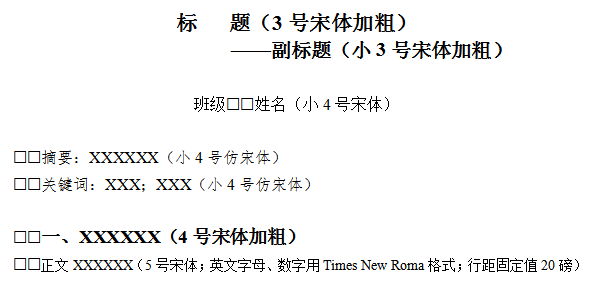 标　题（3 号宋体加粗）
——副标题（小 3 号宋体加粗）
班级□□姓名（小 4 号宋体）
□□摘要：XXXXXX（小 4 号仿宋体）
□□关键词：XXX；XXX（小 4 号仿宋体）
□□一、XXXXXX（4 号宋体加粗）
□□正文 XXXXXX（5 号宋体；英文字母、数字用 Times New Roma 格式；行距固定值 20 磅）